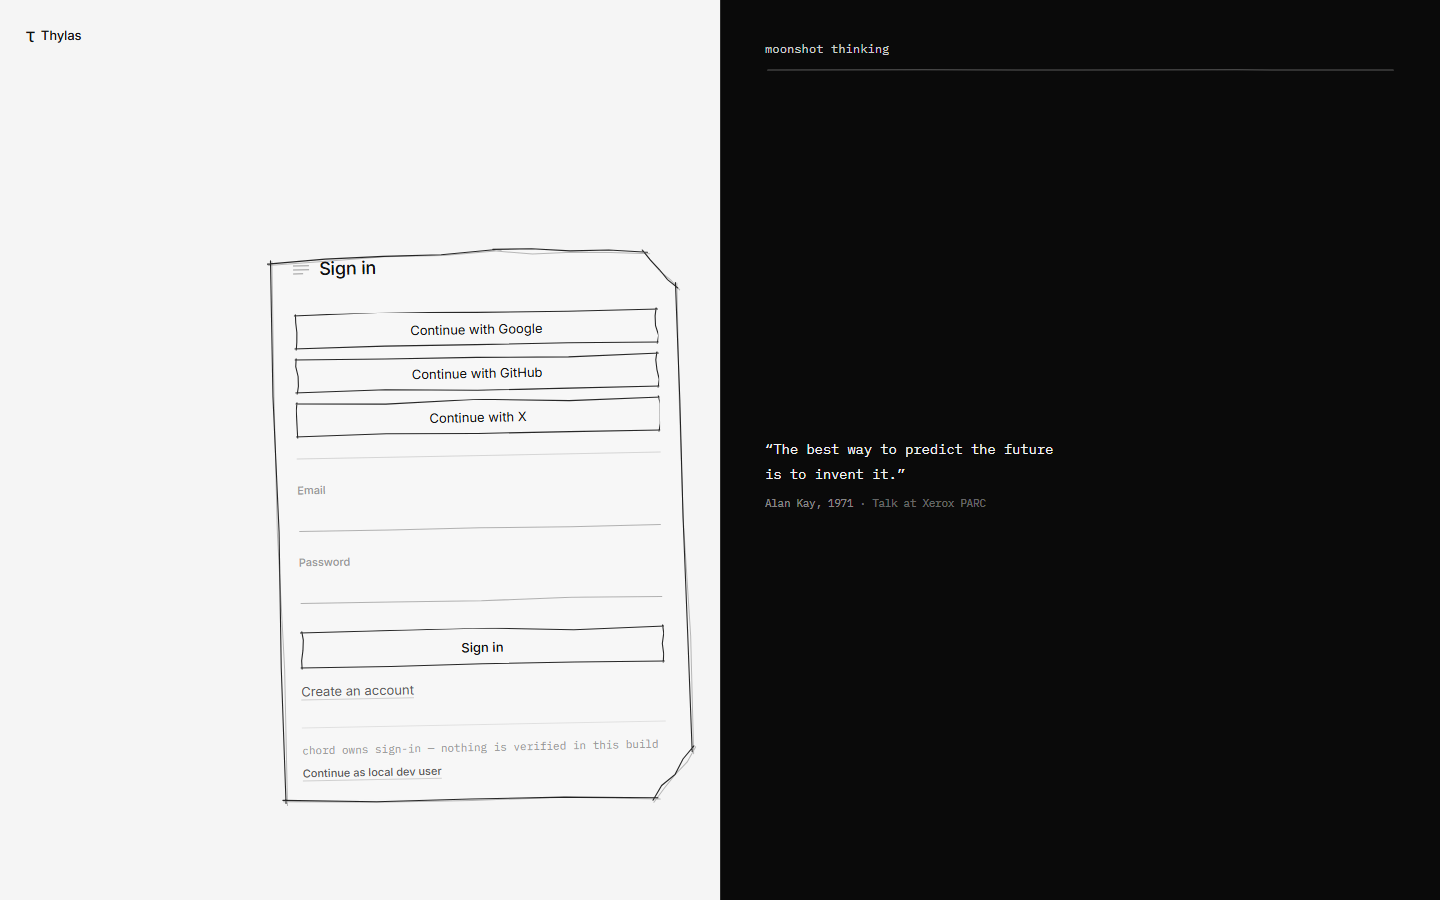 τ Thylas
Sign in
Continue with Google
Continue with GitHub
Continue with X
Email
Password
Sign in
Create an account
chord owns sign-in — nothing is verified in this build
Continue as local dev user
moonshot thinking
“The best way to predict the future
is to invent it.”
Alan Kay, 1971 · Talk at Xerox PARC